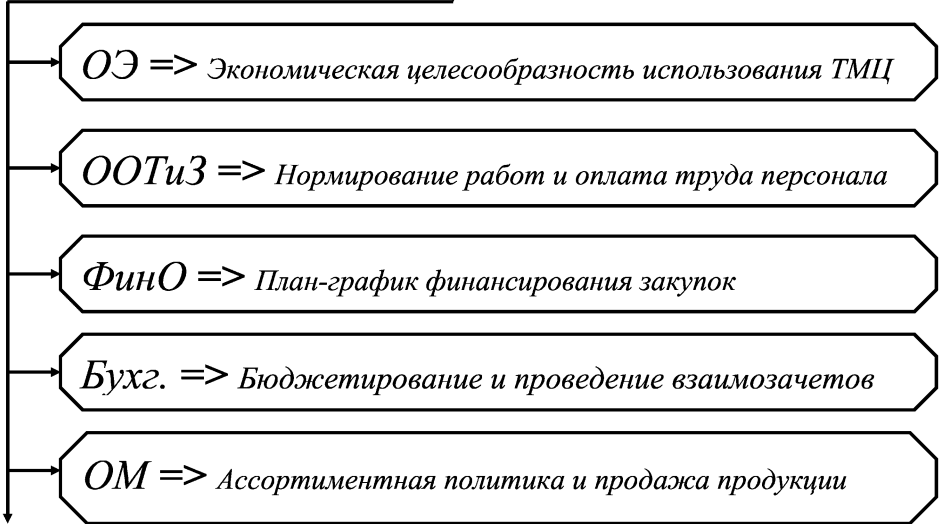 ОЭ => Экономическая целесообразность использования ТМЦ
ООТиЗ => Нормирование работ и оплата труда персонала
ФинО => План-график финансирования закупок
Бухг. => Бюджетирование и проведение взаимозачетов
ОМ => Ассортиментная политика и продажа продукции